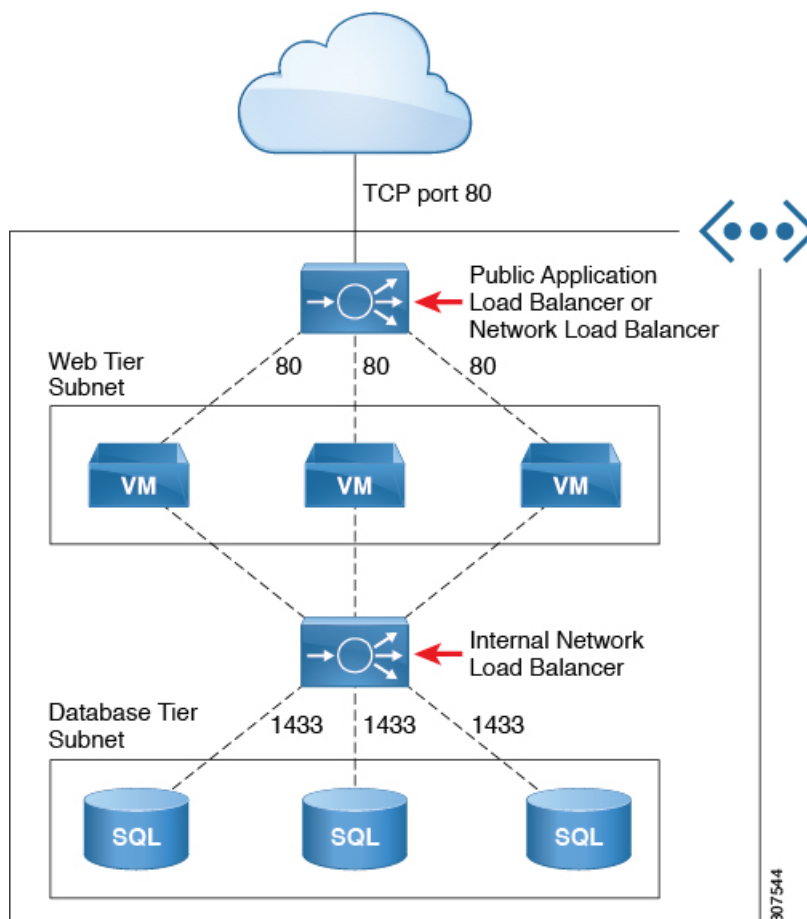 TCP port 80
Public Application
Load Balancer or
Network Load Balancer
Web Tier
Subnet
80
80
80
VM
VM
VM
Internal Network
Load Balancer
Database Tier
Subnet
1433
1433
1433
SQL
SQL
SQL
307544